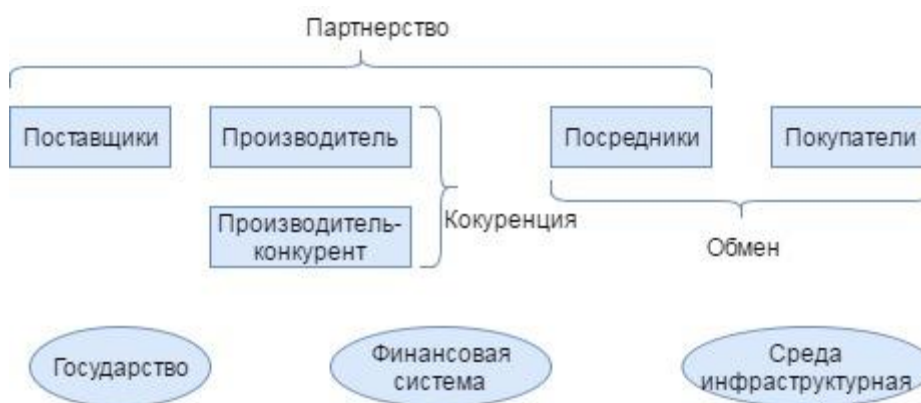 Партнерство
Поставщики
Производитель
Посредники
Покупатели
Производитель-
конкурент
Кокуренция
Обмен
Государство
Финансовая
система
Среда
инфраструктурная